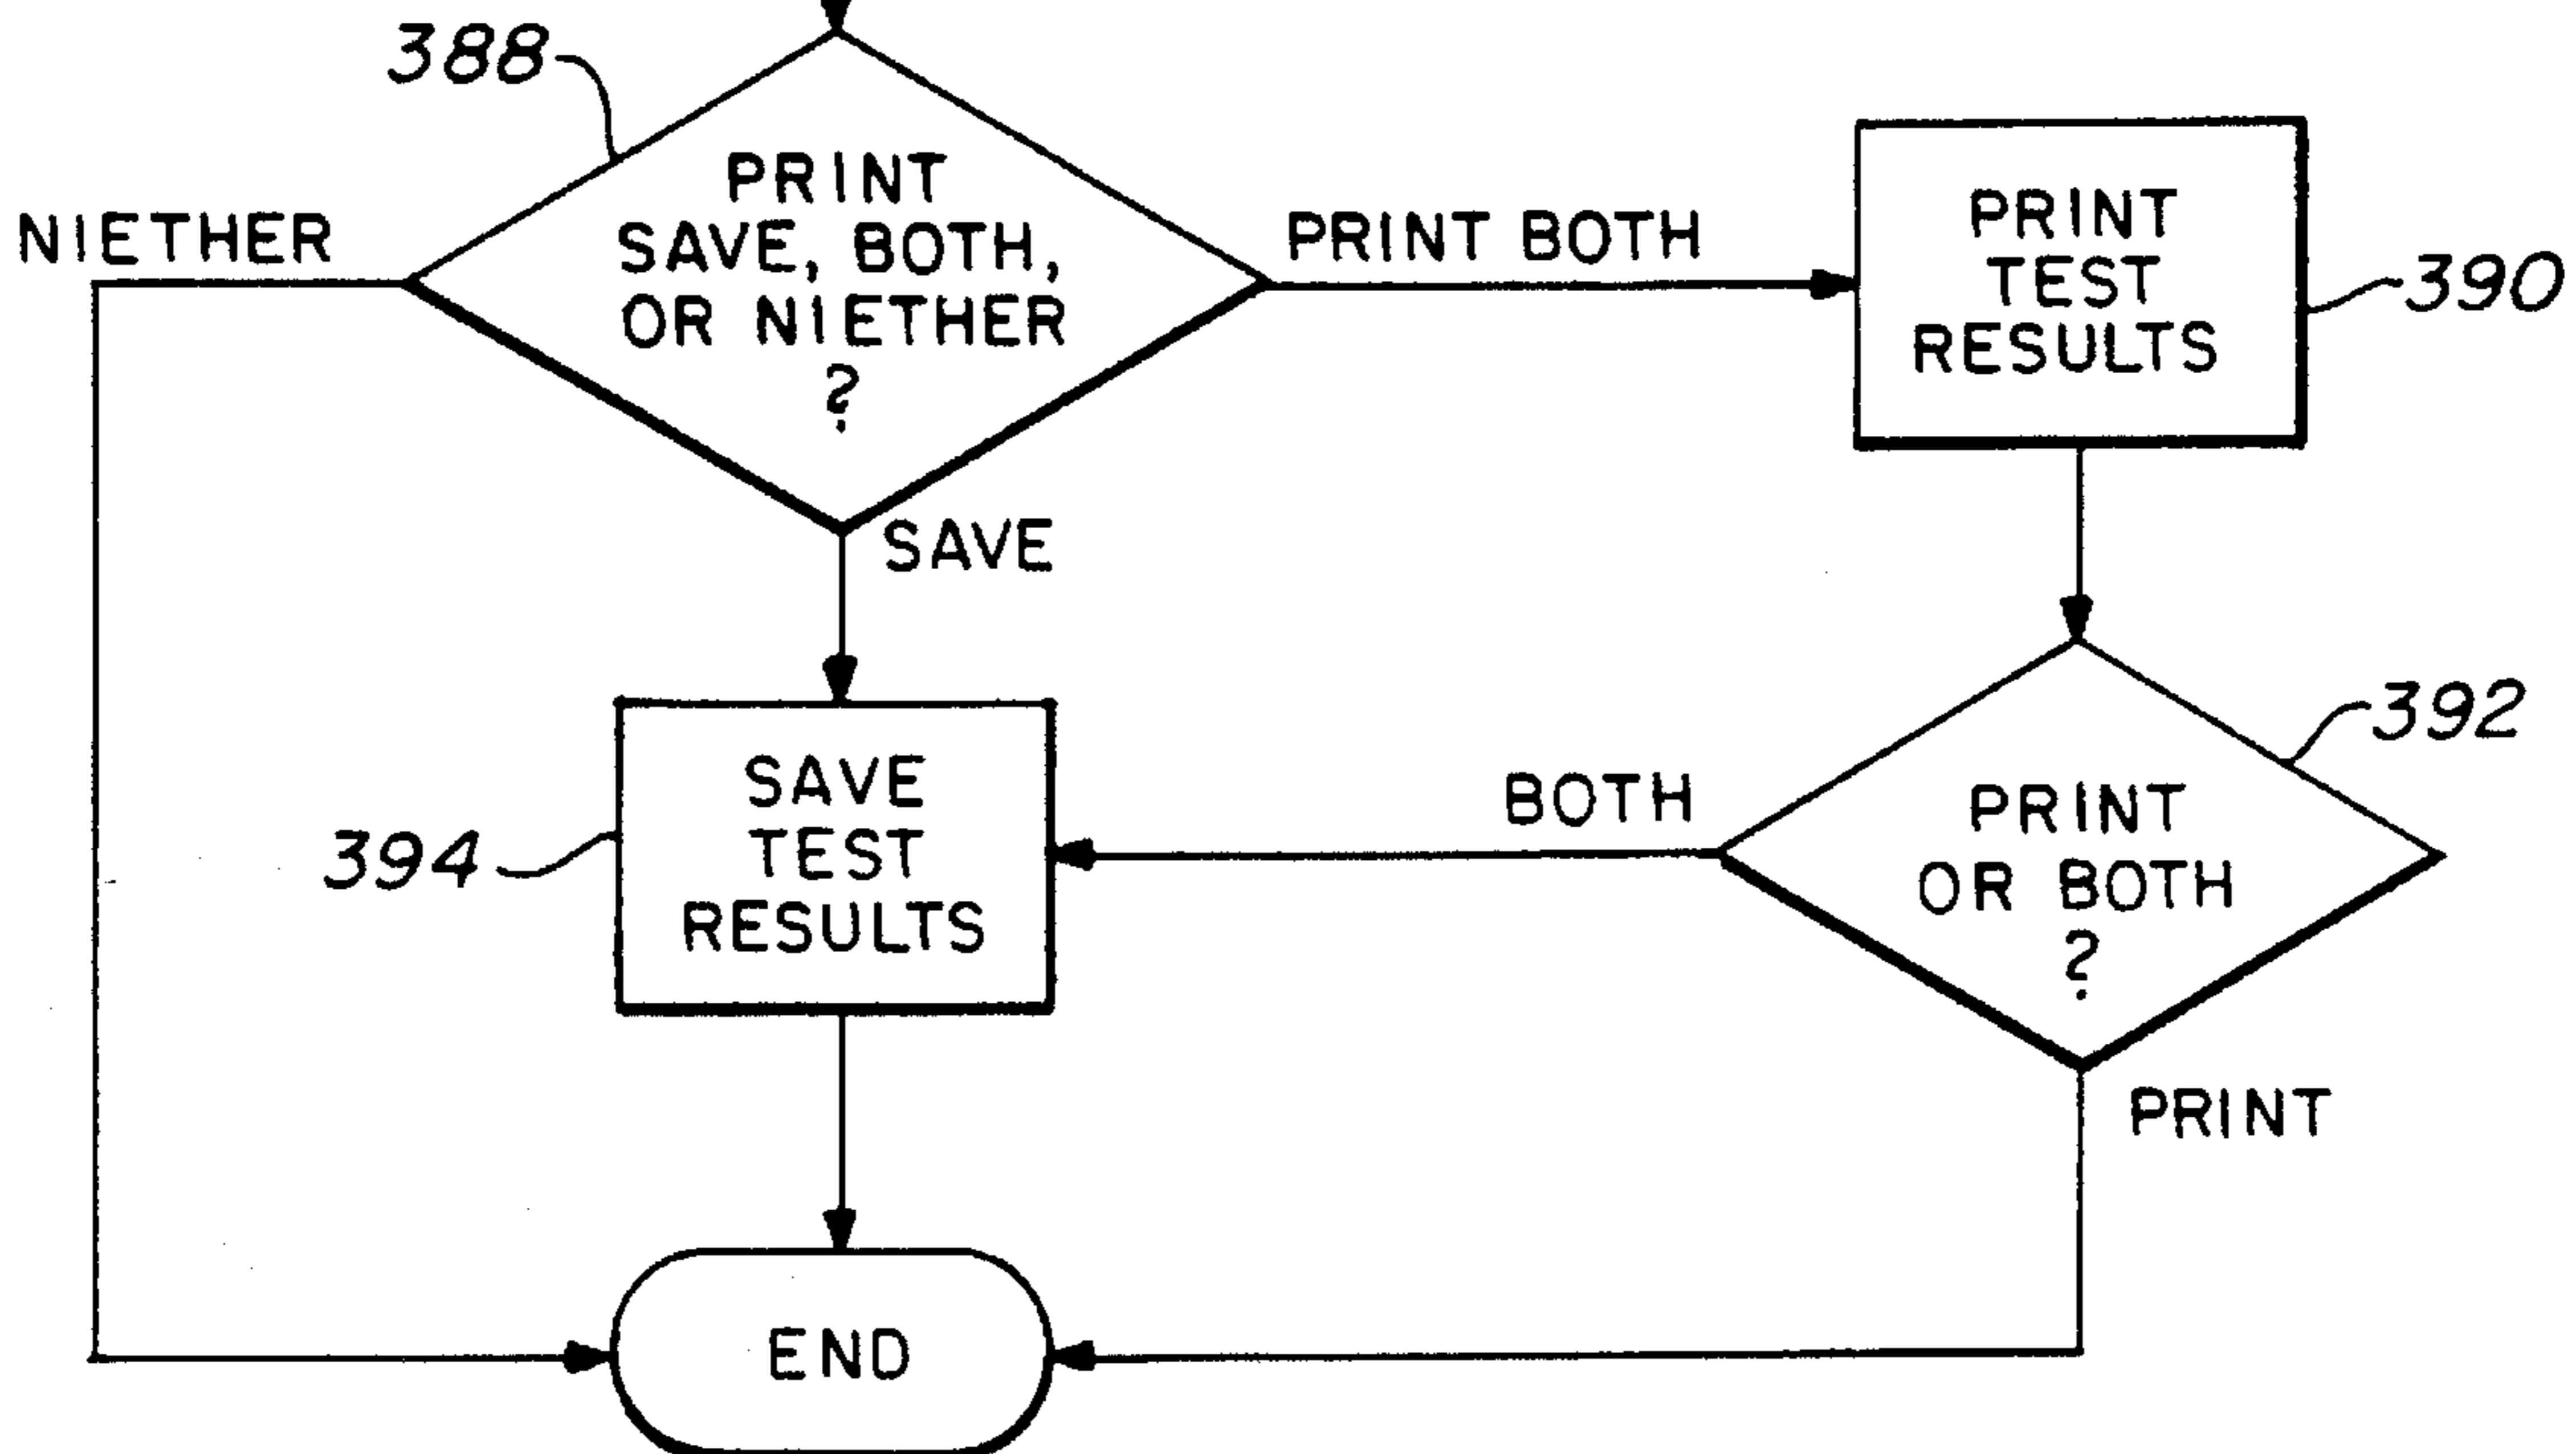 388
PRINT
SAVE, BOTH,
OR NIETHER
?
NIETHER
PRINT BOTH
PRINT
TEST
RESULTS
390
SAVE
392
SAVE
TEST
RESULTS
394
BOTH
PRINT
OR BOTH
?
PRINT
END